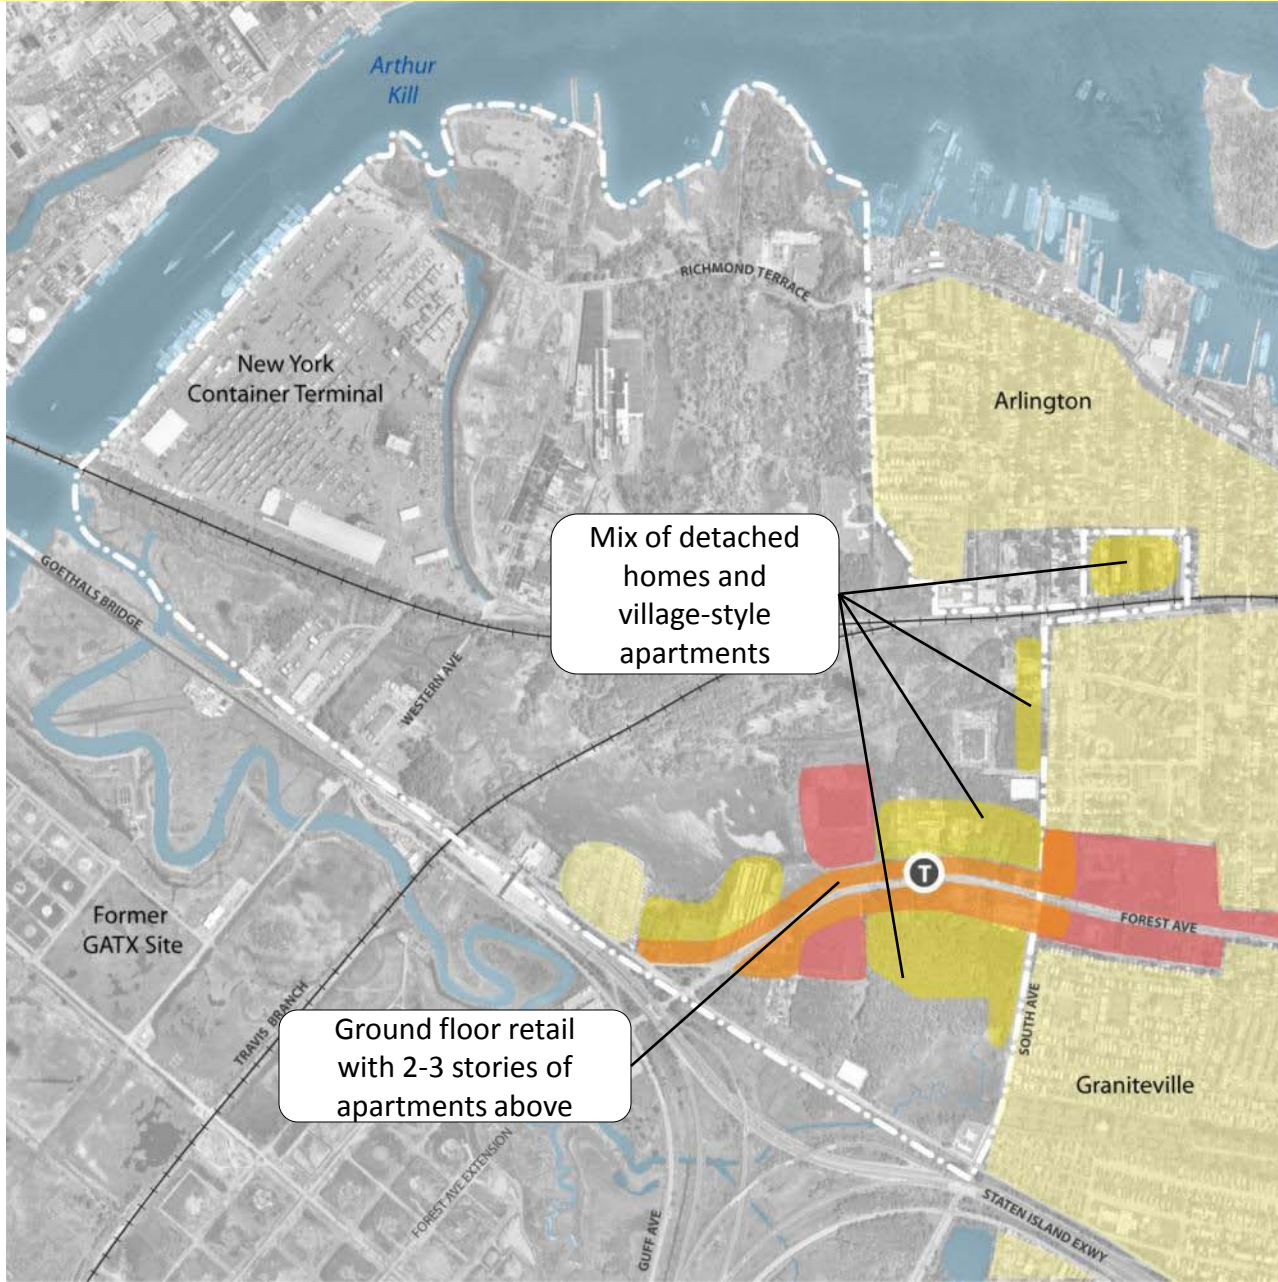 Arthur
Kill
RICHMOND TERRACE
New York
Container Terminal
Arlington
Mix of detached
homes and
village-style
apartments
GOETHALS BRIDGE
WESTERN AVE
T
FOREST AVE
Former
GATX Site
SOUTH AVE
TRAVIS BRANCH
Ground floor retail
with 2-3 stories of
apartments above
Graniteville
FOREST AVE EXTENSION
GUFF AVE
STATEN ISLAND EXWY